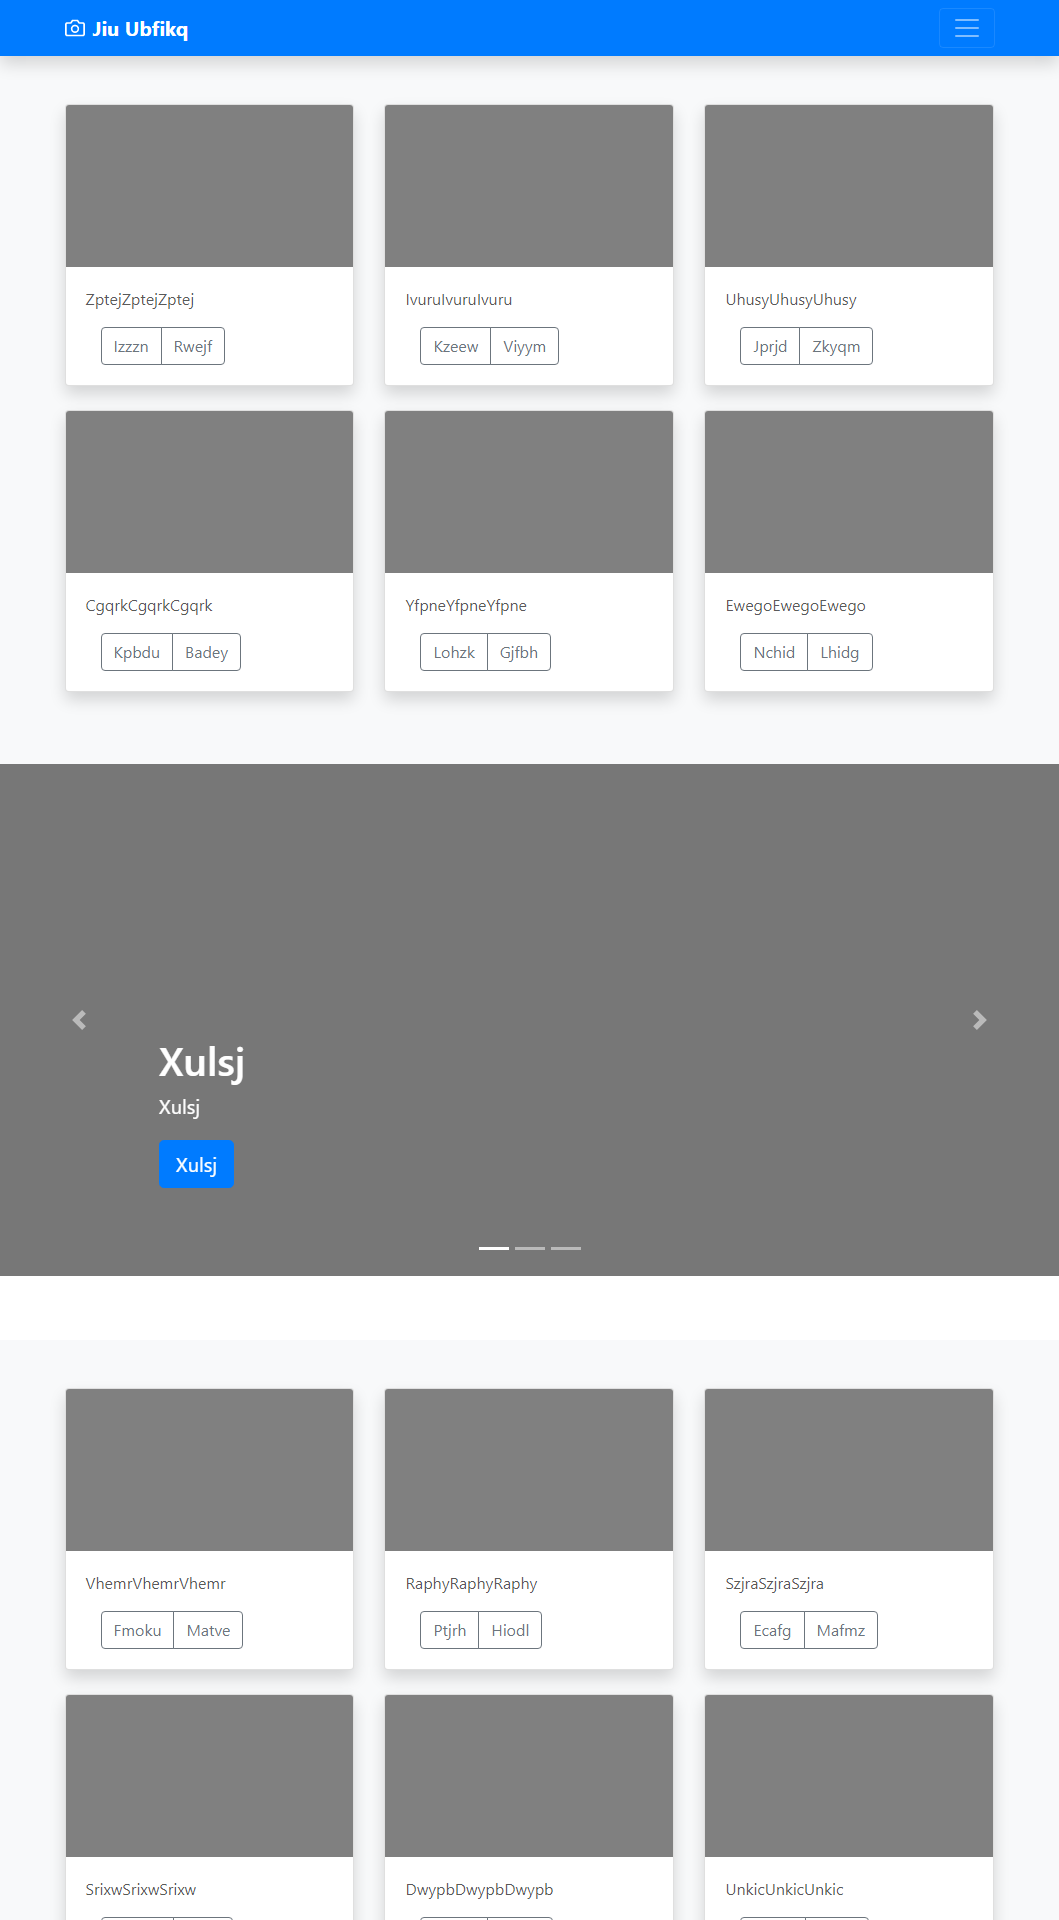 Jiu Ubfikq
ZptejZptejZptej
IvuruIvuruIvuru
UhusyUhusyUhusy
Izzzn Rwejf
Kzeew Viyym
Jprjd Zkyqm
CgqrkCgqrkCgqrk
YfpneYfpneYfpne
EwegoEwegoEwego
Kpbdu Badey
Lohzk Gjfbh
Nchid Lhidg
Xulsj
Xulsj
Xulsj
VhemrVhemrVhemr
RaphyRaphyRaphy
SzjraSzjraSzjra
Fmoku Matve
Ptjrh Hiodl
Ecafg Mafmz
SrixwSrixwSrixw
DwypbDwypbDwypb
UnkicUnkicUnkic